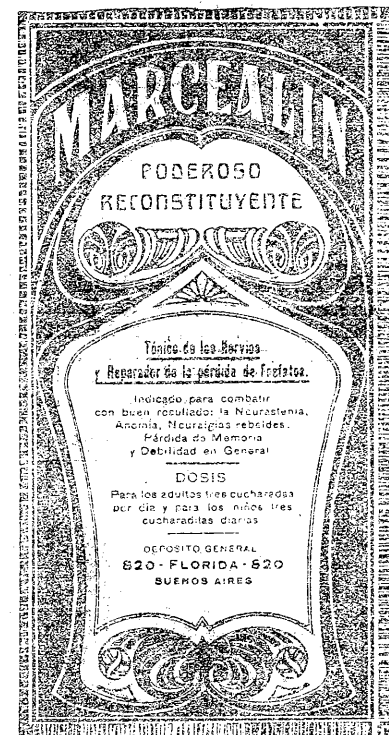 MARCEALIN
PODEROSO
RECONSTITUYENTE
Tónico de los Nervios
y Reparador de la pérdida de Fosfatos.
Indicado para combatir
con buen resultado: la Neurastenia,
Anemia, Neuralgias rebeldes.
Pérdida de Memoria
y Debilidad en General
DOSIS
Para los adultos tres cucharadas
por dia y para los niños tres
cucharaditas diarias
DEPOSITO GENERAL
820 - FLORIDA - 820
BUENOS AIRES